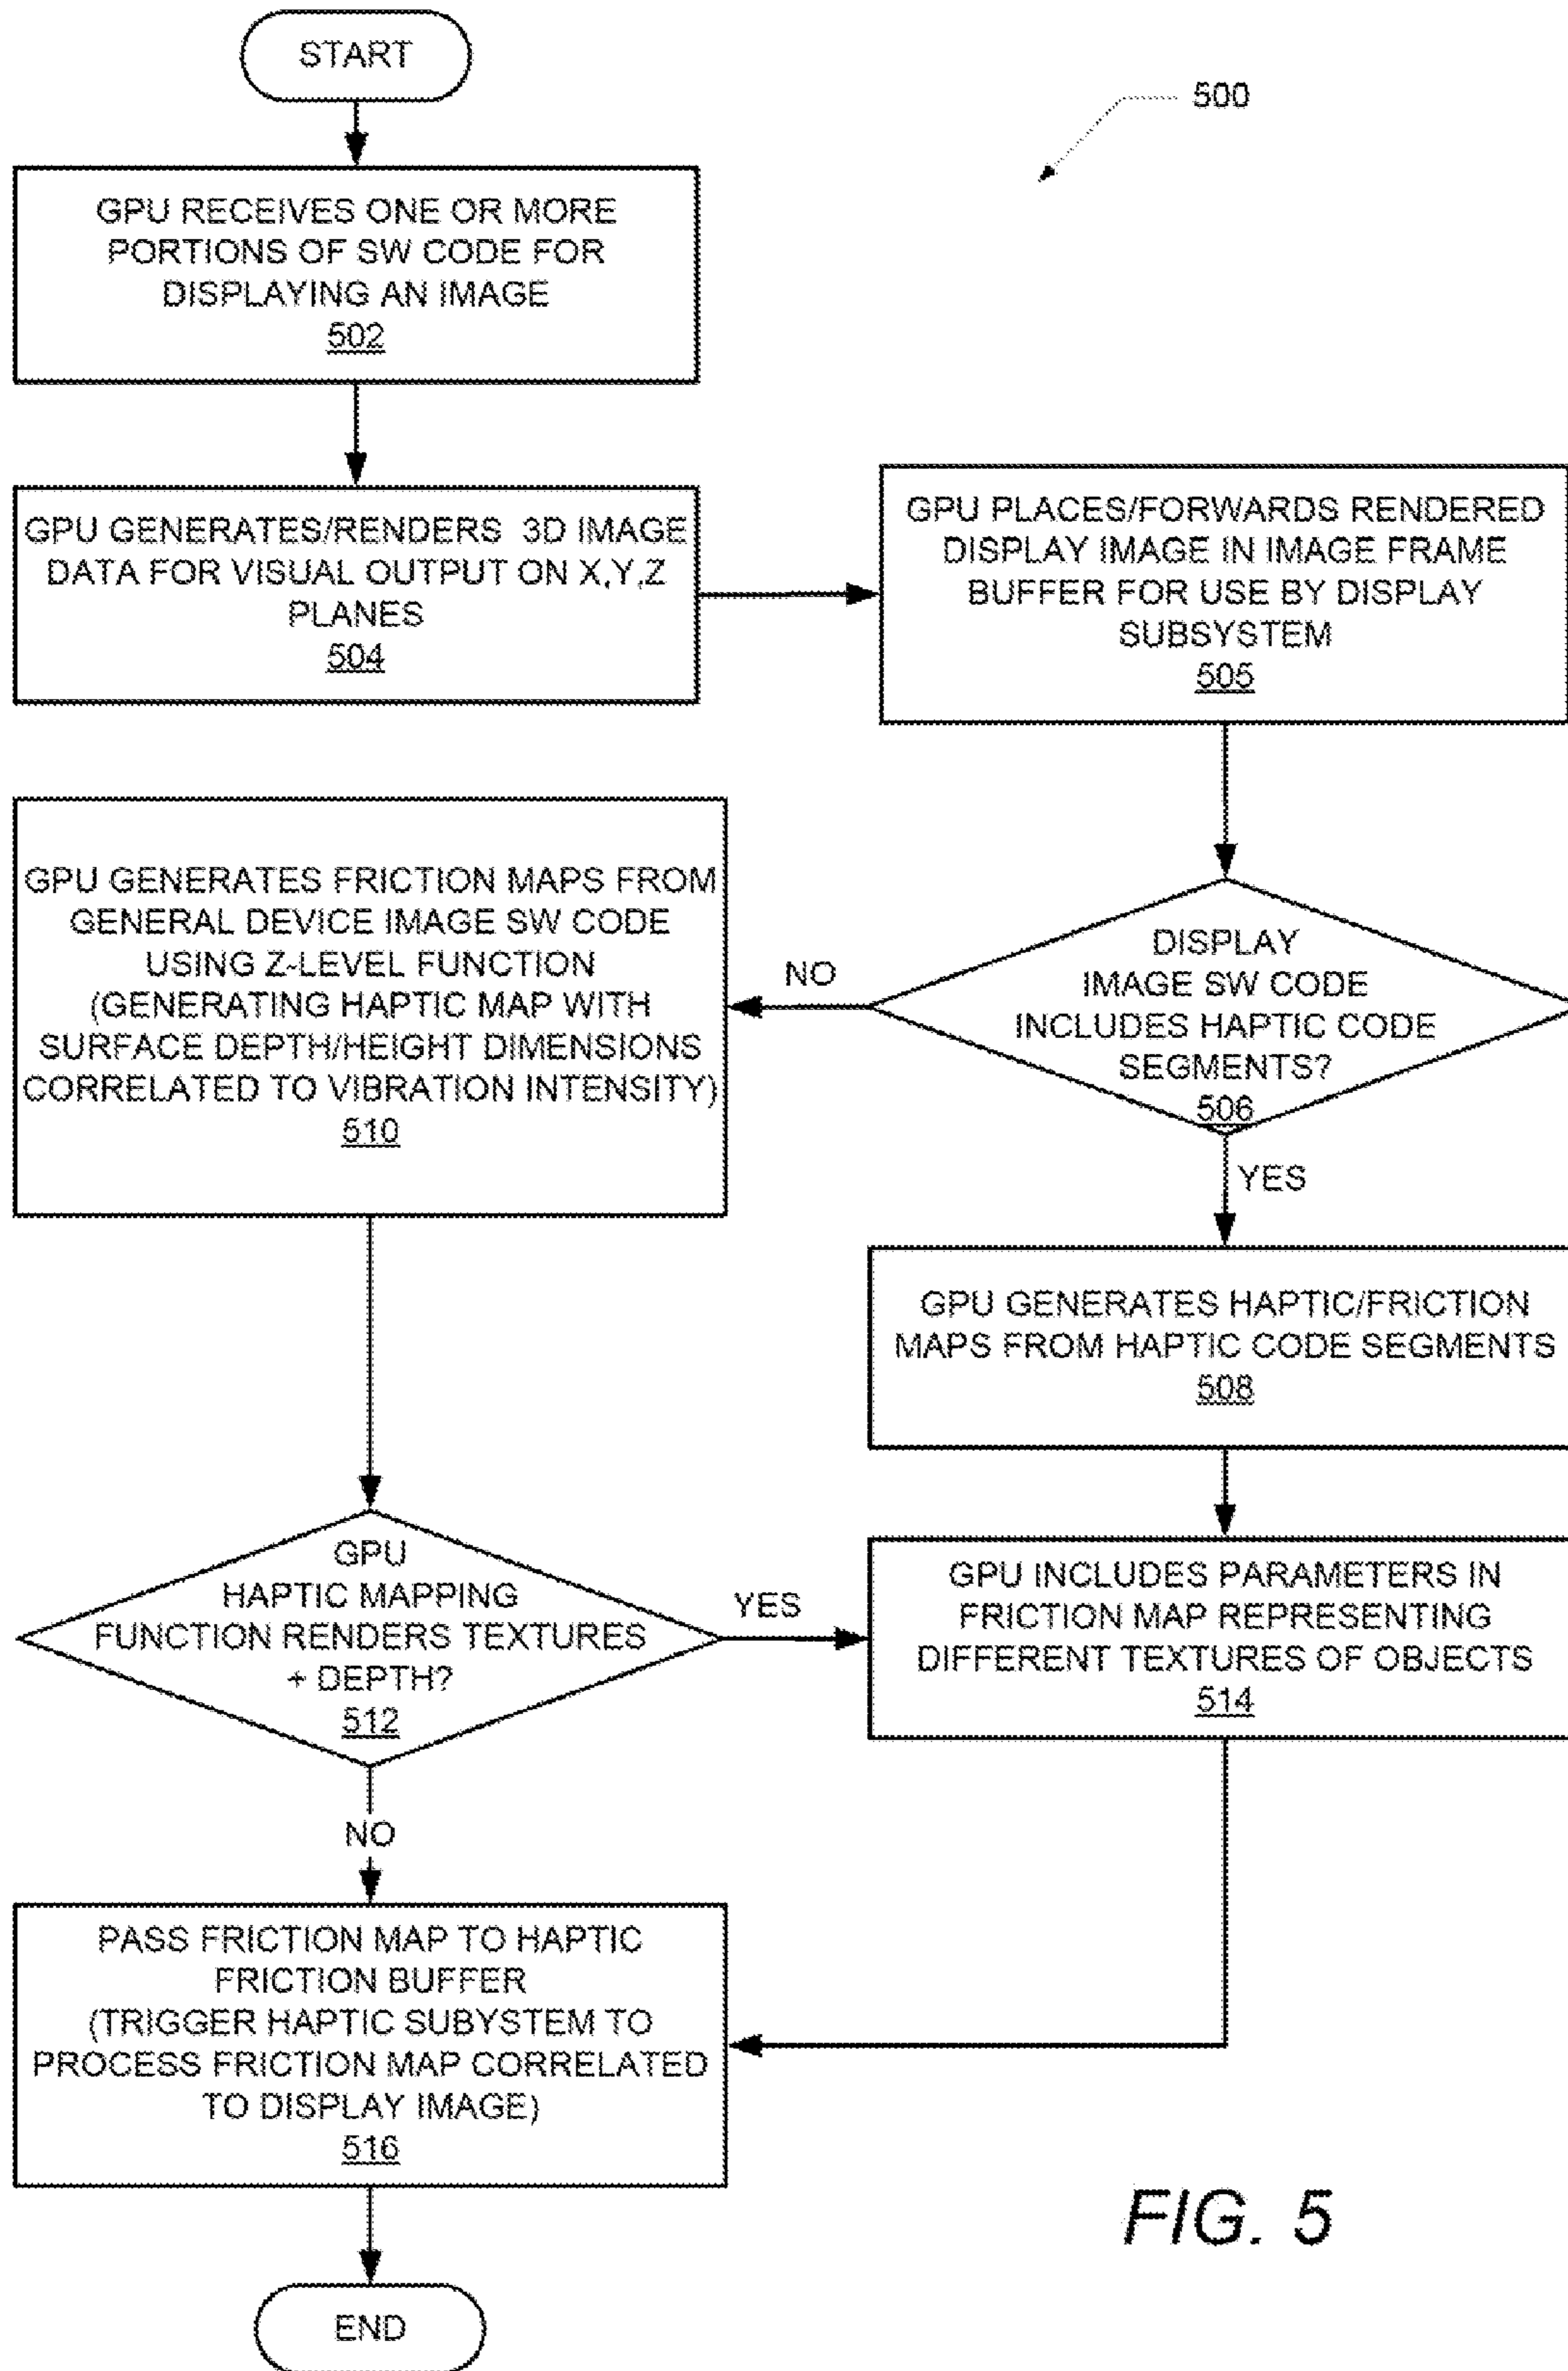 START
500
GPU RECEIVES ONE OR MORE
PORTIONS OF SW CODE FOR
DISPLAYING AN IMAGE
502
GPU GENERATES/RENDERS 3D IMAGE
DATA FOR VISUAL OUTPUT ON X,Y,Z
PLANES
504
GPU PLACES/FORWARDS RENDERED
DISPLAY IMAGE IN IMAGE FRAME
BUFFER FOR USE BY DISPLAY
SUBSYSTEM
505
DISPLAY
IMAGE SW CODE
INCLUDES HAPTIC CODE
SEGMENTS?
506
NO
GPU GENERATES FRICTION MAPS FROM
GENERAL DEVICE IMAGE SW CODE
USING Z-LEVEL FUNCTION
(GENERATING HAPTIC MAP WITH
SURFACE DEPTH/HEIGHT DIMENSIONS
CORRELATED TO VIBRATION INTENSITY)
510
YES
GPU GENERATES HAPTIC/FRICTION
MAPS FROM HAPTIC CODE SEGMENTS
508
GPU
HAPTIC MAPPING
FUNCTION RENDERS TEXTURES
+ DEPTH?
512
YES
GPU INCLUDES PARAMETERS IN
FRICTION MAP REPRESENTING
DIFFERENT TEXTURES OF OBJECTS
514
NO
PASS FRICTION MAP TO HAPTIC
FRICTION BUFFER
(TRIGGER HAPTIC SUBYSTEM TO
PROCESS FRICTION MAP CORRELATED
TO DISPLAY IMAGE)
516
END
FIG. 5